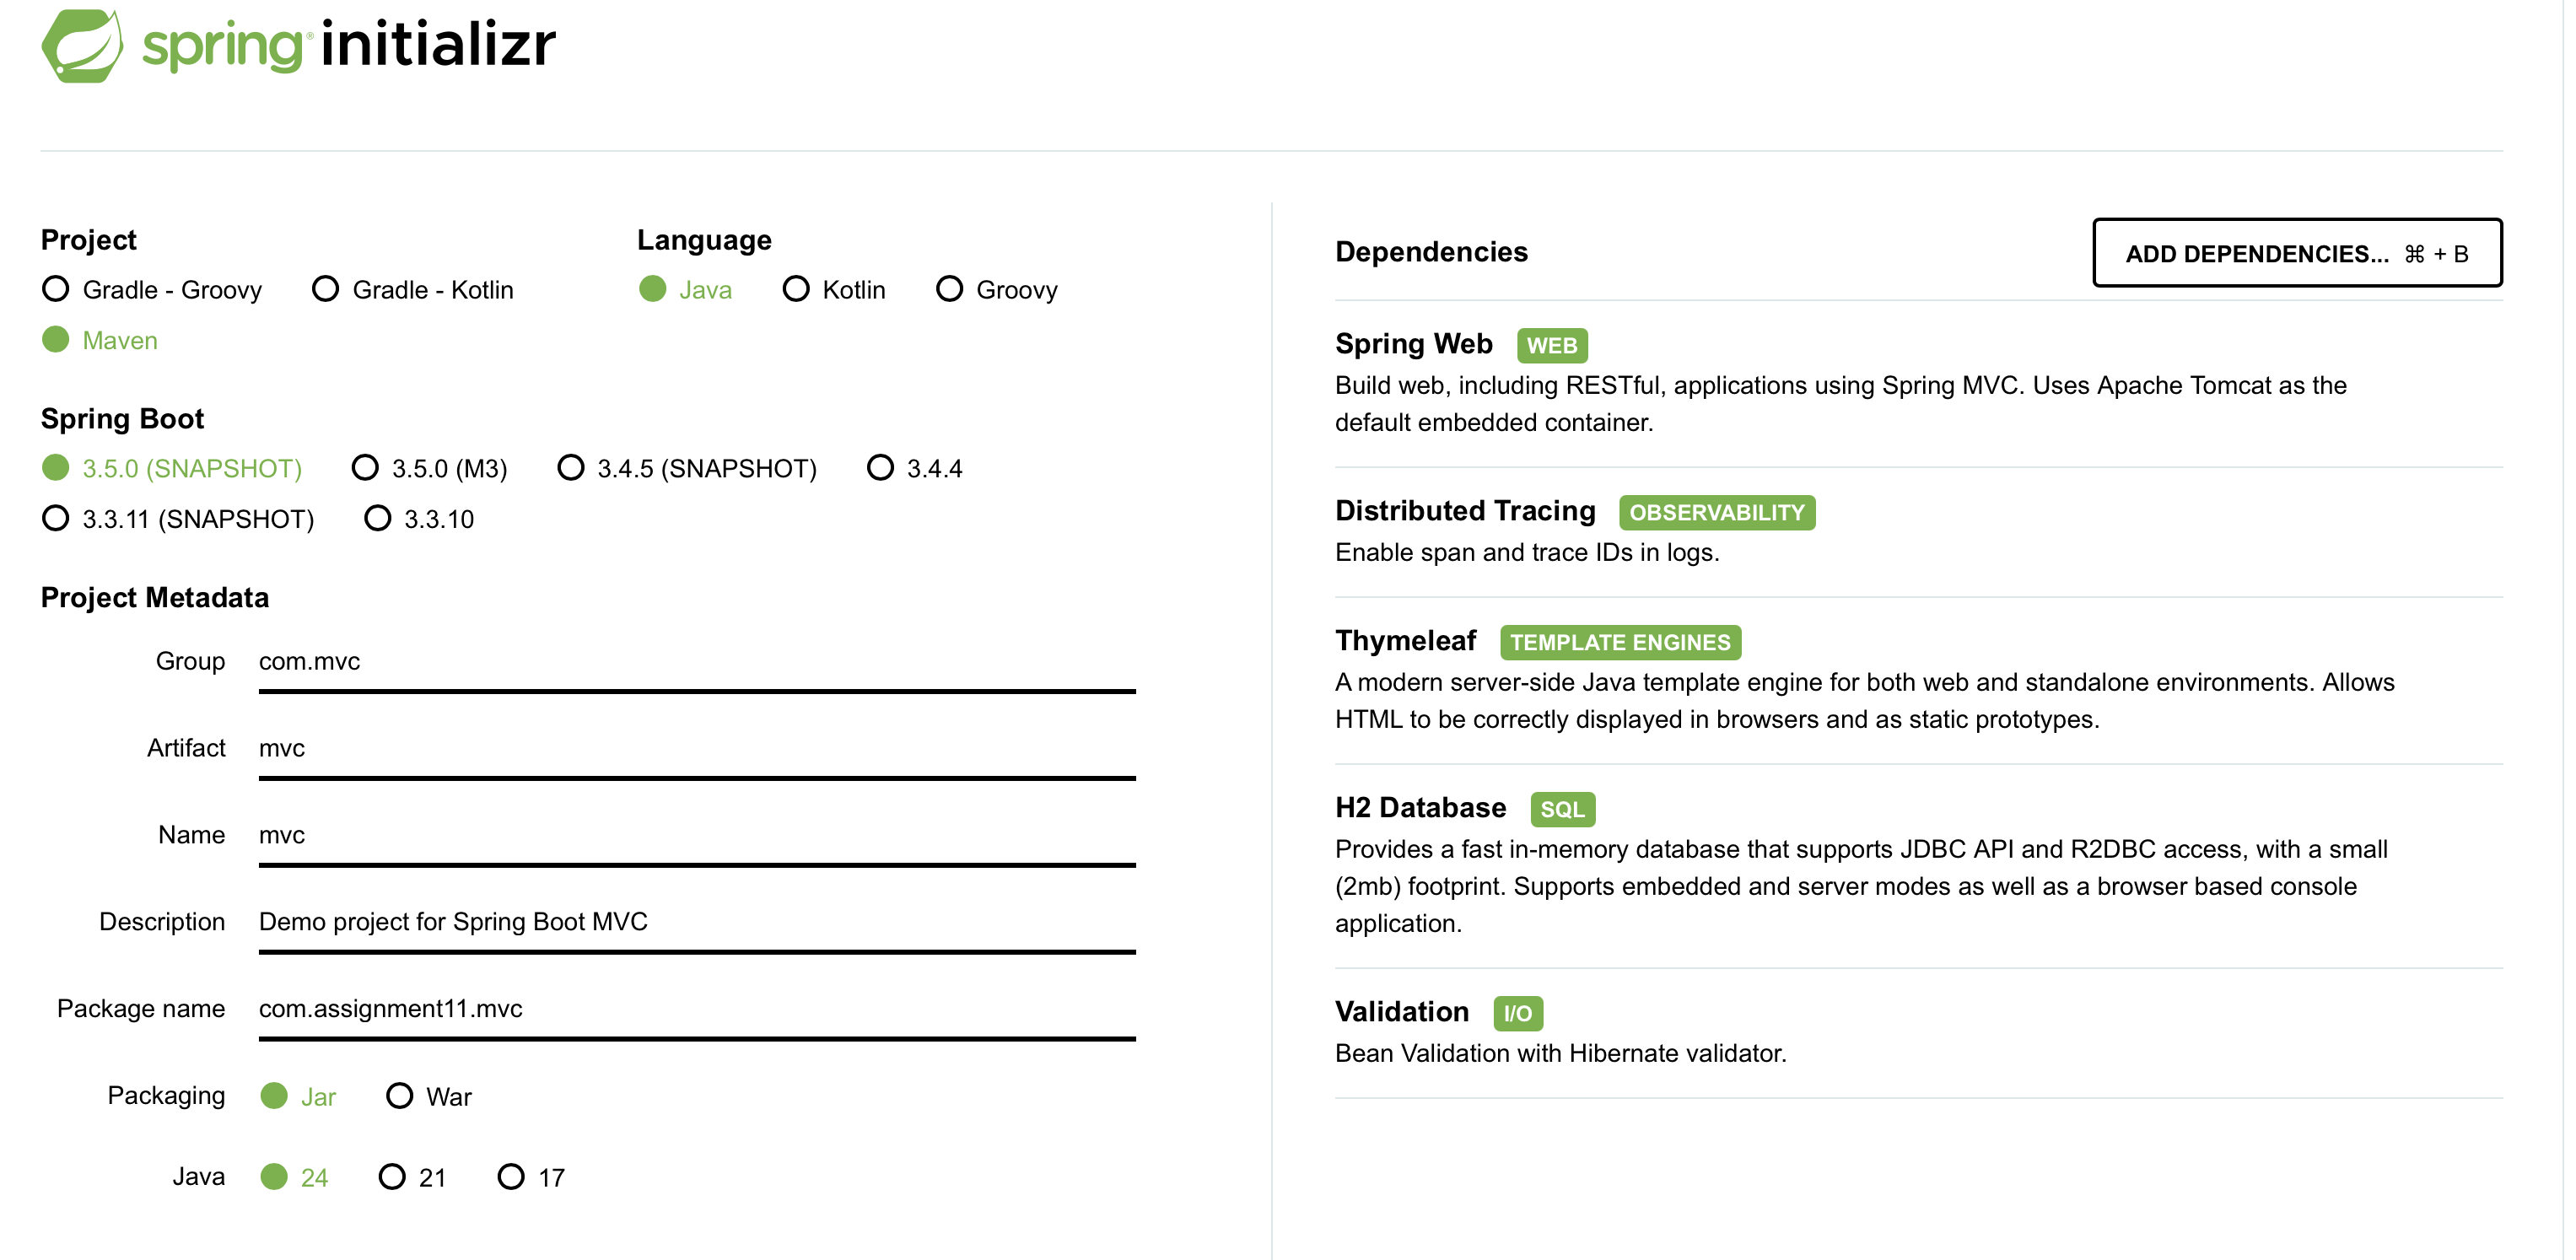 spring® initializr
Project
Gradle - Groovy Gradle - Kotlin
Maven
Language
Java Kotlin Groovy
Spring Boot
3.5.0 (SNAPSHOT) 3.5.0 (M3) 3.4.5 (SNAPSHOT) 3.4.4
3.3.11 (SNAPSHOT) 3.3.10
Project Metadata
Group com.mvc
Artifact mvc
Name mvc
Description Demo project for Spring Boot MVC
Package name com.assignment11.mvc
Packaging Jar War
Java 24 21 17
Dependencies ADD DEPENDENCIES... ⌘ + B
Spring Web WEB
Build web, including RESTful, applications using Spring MVC. Uses Apache Tomcat as the
default embedded container.
Distributed Tracing OBSERVABILITY
Enable span and trace IDs in logs.
Thymeleaf TEMPLATE ENGINES
A modern server-side Java template engine for both web and standalone environments. Allows
HTML to be correctly displayed in browsers and as static prototypes.
H2 Database SQL
Provides a fast in-memory database that supports JDBC API and R2DBC access, with a small
(2mb) footprint. Supports embedded and server modes as well as a browser based console
application.
Validation I/O
Bean Validation with Hibernate validator.